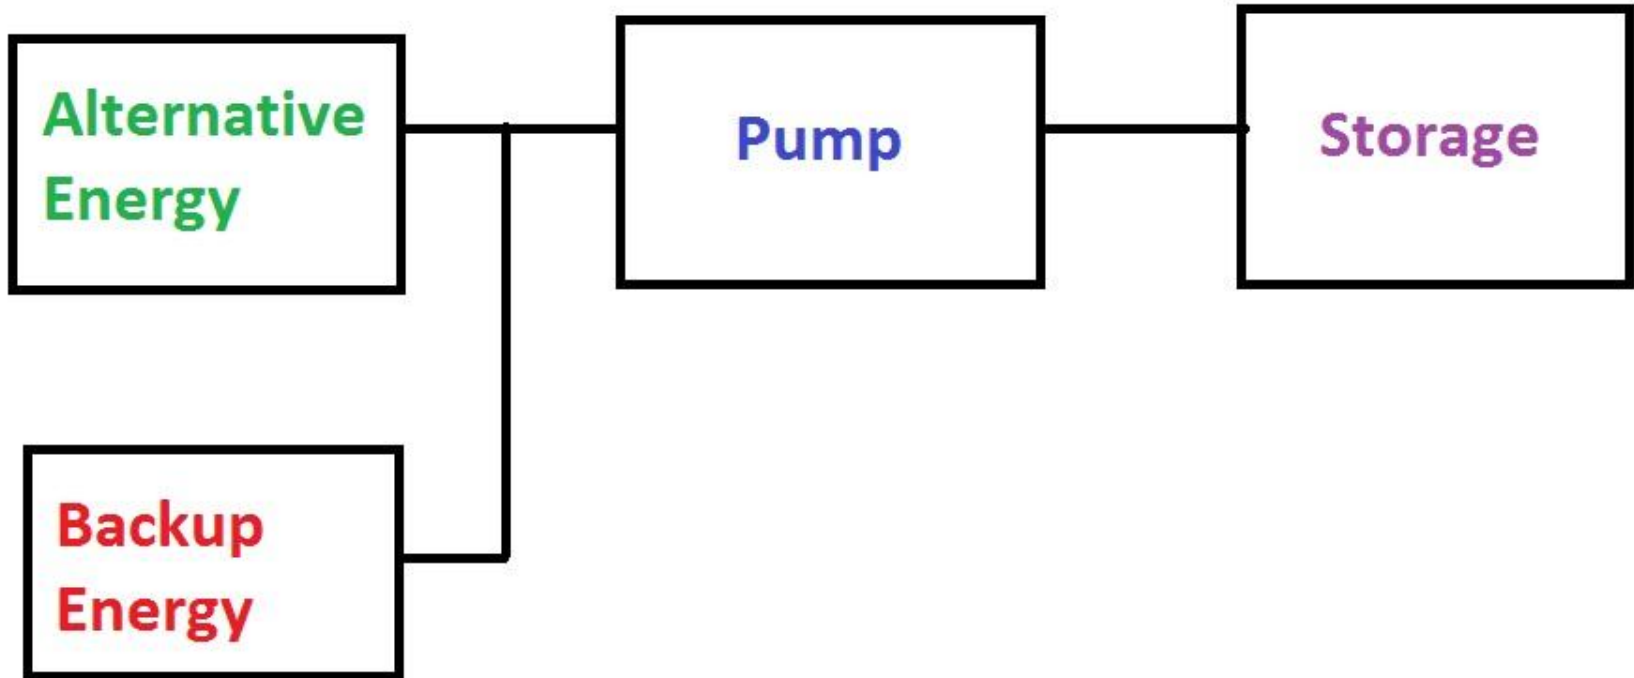 Alternative
Energy
Pump
Storage
Backup
Energy